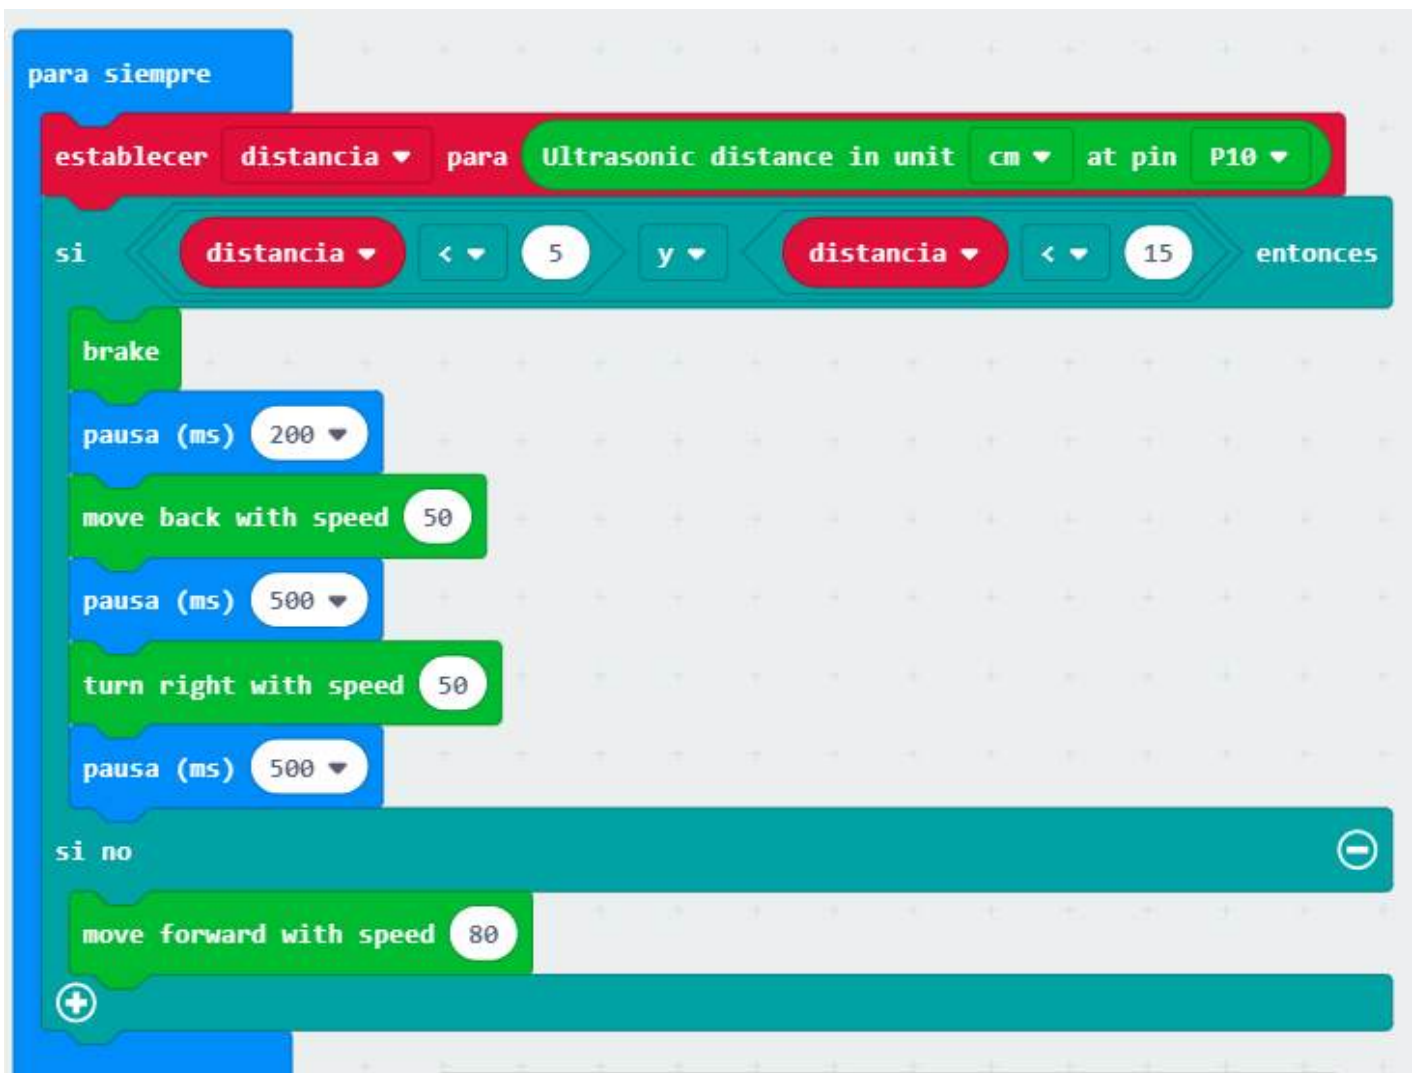 para siempre
establecer distancia para Ultrasonic distance in unit cm at pin P10
si distancia < 5 y distancia < 15 entonces
brake
pausa (ms) 200
move back with speed 50
pausa (ms) 500
turn right with speed 50
pausa (ms) 500
si no
move forward with speed 80